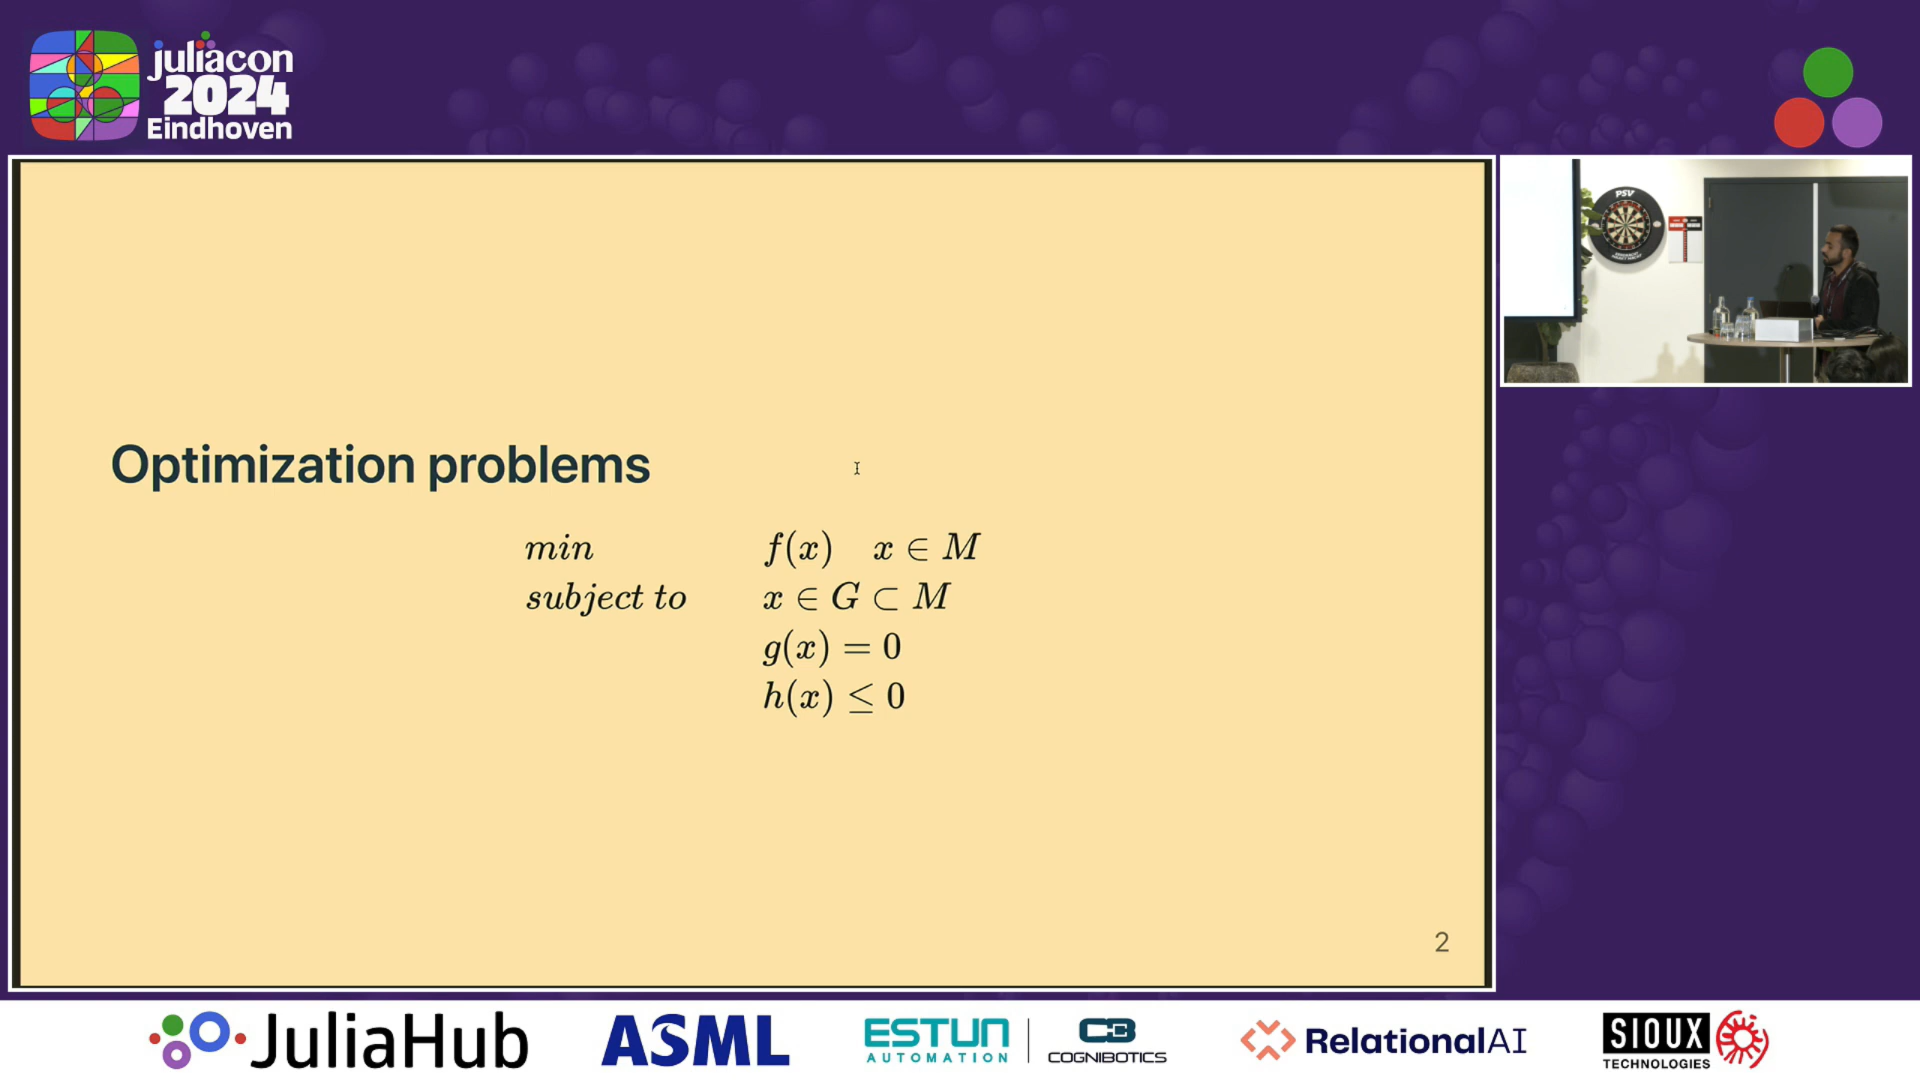 juliacon
2024
Eindhoven
PSV
Optimization problems
min f(x) x ∈ M
subject to x ∈ G ⊂ M
g(x) = 0
h(x) ≤ 0
2
JuliaHub
ASML
ESTUN
AUTOMATION
COGNIBOTICS
RelationalAI
SIOUX
TECHNOLOGIES